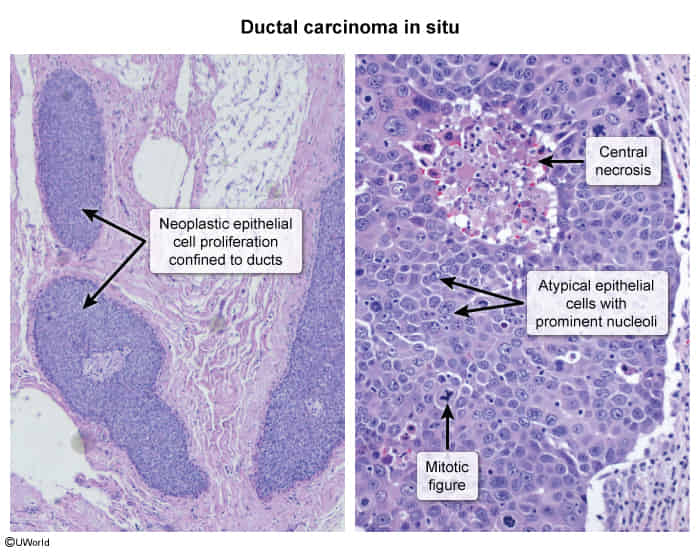 Ductal carcinoma in situ
Neoplastic epithelial
cell proliferation
confined to ducts
Central
necrosis
Atypical epithelial
cells with
prominent nucleoli
Mitotic
figure
©UWorld